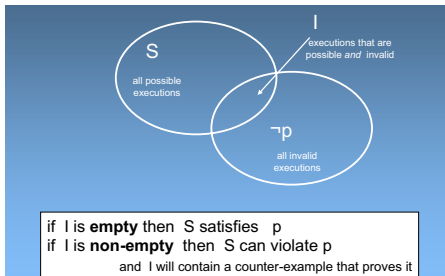 I
executions that are
possible and invalid
S
all possible
executions
¬p
all invalid
executions
if I is empty then S satisfies p
if I is non-empty then S can violate p
and I will contain a counter-example that proves it